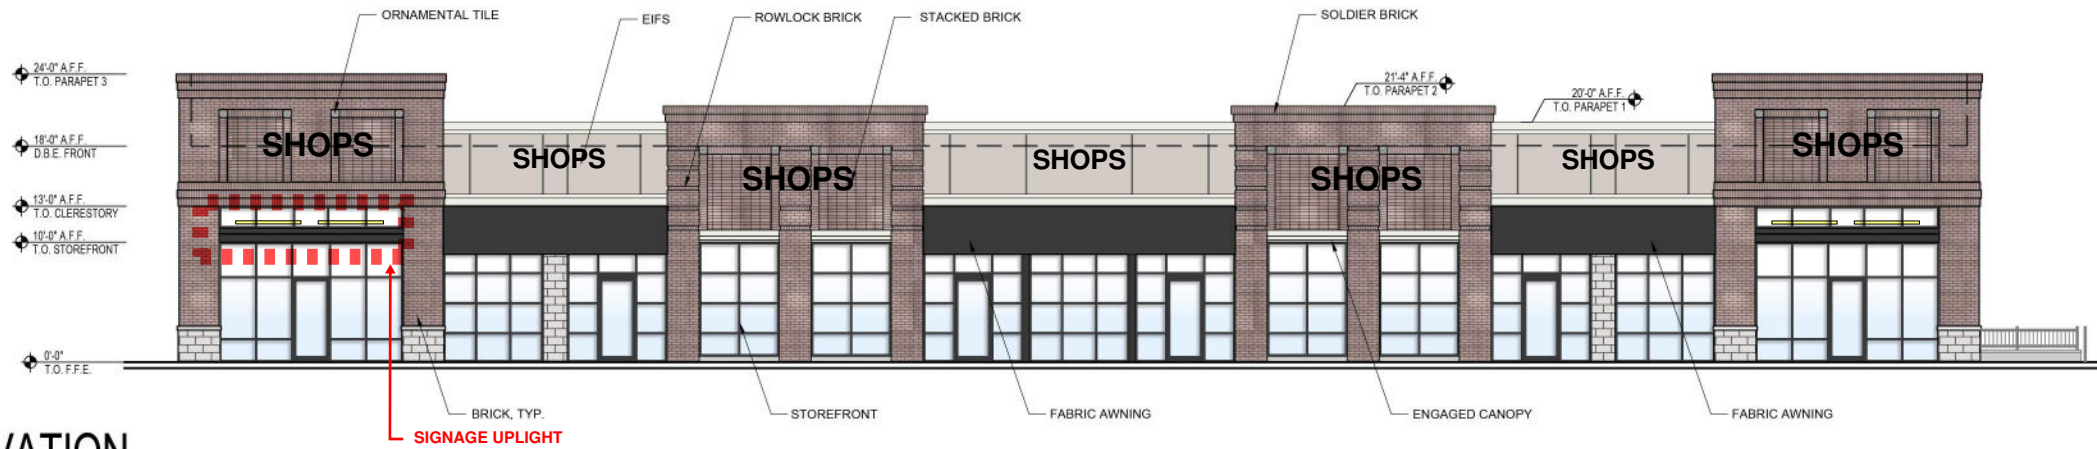 ORNAMENTAL TILE
EIFS
ROWLOCK BRICK
STACKED BRICK
SOLDIER BRICK
24'-0" A.F.F.
T.O. PARAPET 3
21'-4" A.F.F.
T.O. PARAPET 2
20'-0" A.F.F.
T.O. PARAPET 1
18'-0" A.F.F.
D.B.E. FRONT
SHOPS
SHOPS
SHOPS
SHOPS
SHOPS
SHOPS
SHOPS
13'-0" A.F.F.
T.O. CLERESTORY
10'-0" A.F.F.
T.O. STOREFRONT
0'-0"
T.O. F.F.E.
BRICK, TYP.
STOREFRONT
FABRIC AWNING
ENGAGED CANOPY
FABRIC AWNING
SIGNAGE UPLIGHT
VATION